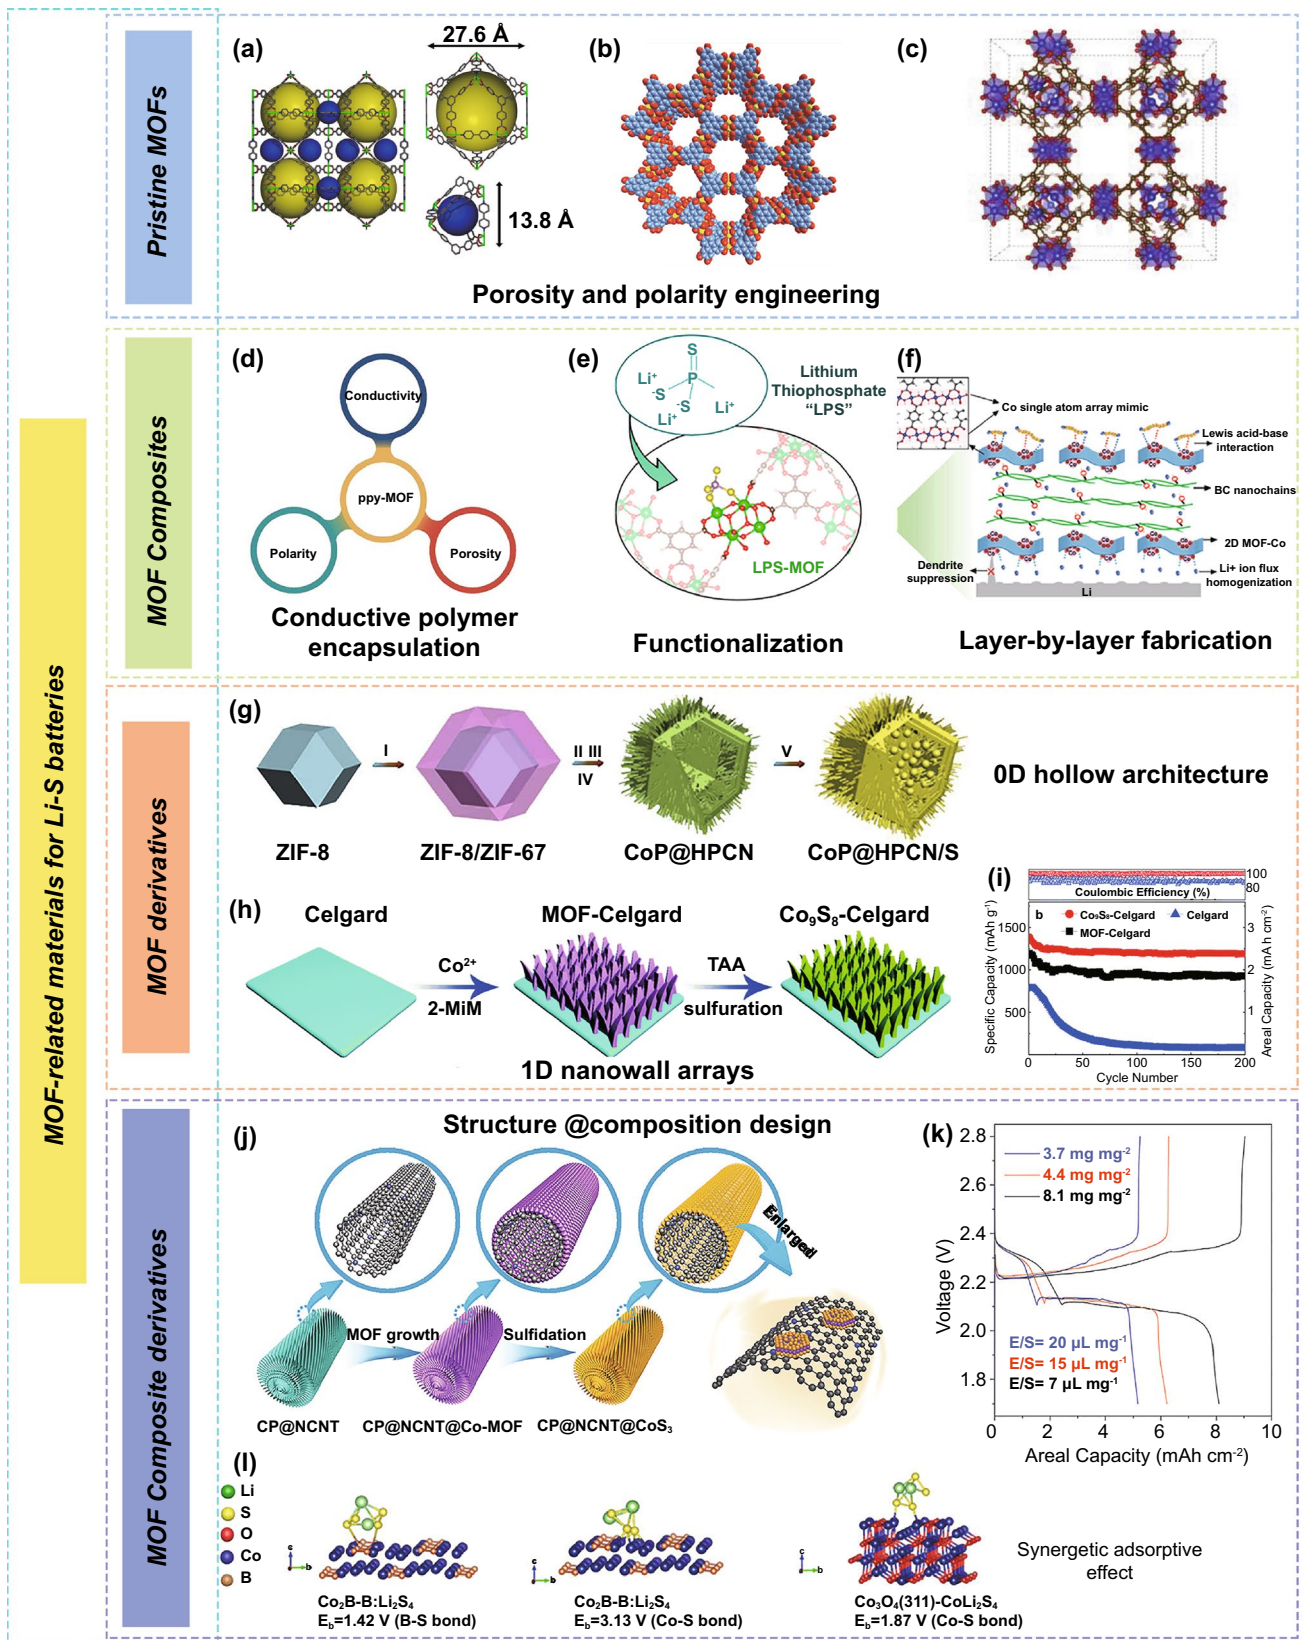 MOF-related materials for Li-S batteries
Pristine MOFs
(a)
27.6 Å
13.8 Å
(b)
(c)
Porosity and polarity engineering
MOF Composites
(d)
Conductivity
ppy-MOF
Polarity
Porosity
Conductive polymer
encapsulation
(e)
S
P
Li⁺
⁻S
⁻S
Li⁺
Li⁺
Lithium
Thiophosphate
“LPS”
LPS-MOF
Functionalization
(f)
Co single atom array mimic
Lewis acid-base
interaction
BC nanochains
2D MOF-Co
Dendrite
suppression
Li+ ion flux
homogenization
Li
Layer-by-layer fabrication
MOF derivatives
(g)
I
II III
IV
V
ZIF-8
ZIF-8/ZIF-67
CoP@HPCN
CoP@HPCN/S
0D hollow architecture
(h)
Celgard
MOF-Celgard
Co₉S₈-Celgard
Co²⁺
2-MiM
TAA
sulfuration
1D nanowall arrays
(i)
100
80
Coulombic Efficiency (%)
b
Co₉S₈-Celgard
Celgard
MOF-Celgard
Specific Capacity (mAh g⁻¹)
1500
1000
500
3
2
1
Areal Capacity (mA h cm⁻²)
0 50 100 150 200
Cycle Number
MOF Composite derivatives
Structure @composition design
(j)
Enlarged
MOF growth
Sulfidation
CP@NCNT
CP@NCNT@Co-MOF
CP@NCNT@CoS₃
(k)
Voltage (V)
2.8
2.6
2.4
2.2
2.0
1.8
3.7 mg mg⁻²
4.4 mg mg⁻²
8.1 mg mg⁻²
E/S= 20 µL mg⁻¹
E/S= 15 µL mg⁻¹
E/S= 7 µL mg⁻¹
0 2 4 6 8 10
Areal Capacity (mAh cm⁻²)
(l)
Li
S
O
Co
B
c
b
c
b
c
b
Co₂B-B:Li₂S₄
E_b=1.42 V (B-S bond)
Co₂B-B:Li₂S₄
E_b=3.13 V (Co-S bond)
Co₃O₄(311)-CoLi₂S₄
E_b=1.87 V (Co-S bond)
Synergetic adsorptive
effect